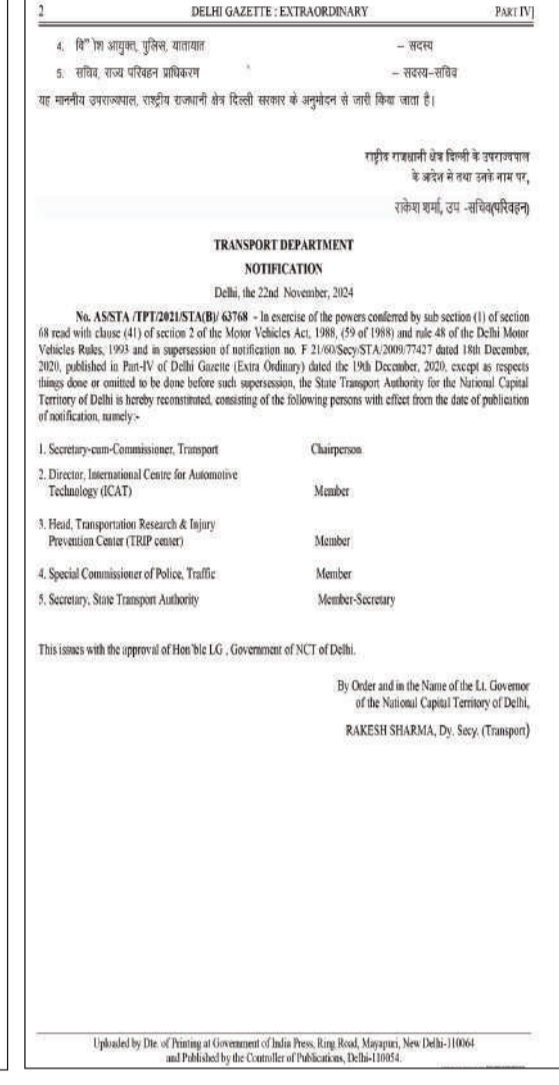 2 DELHI GAZETTE : EXTRAORDINARY PART IV]
4. वि" ोश आयुक्त, पुलिस, यातायात – सदस्य
5. सचिव, राज्य परिवहन प्राधिकरण – सदस्य–सचिव
यह माननीय उपराज्यपाल, राष्ट्रीय राजधानी क्षेत्र दिल्ली सरकार के अनुमोदन से जारी किया जाता है।
राष्ट्रीय राजधानी क्षेत्र दिल्ली के उपराज्यपाल
के आदेश से तथा उनके नाम पर,
राकेश शर्मा, उप -सचिव(परिवहन)
TRANSPORT DEPARTMENT
NOTIFICATION
Delhi, the 22nd November, 2024
No. AS/STA /TPT/2021/STA(B)/ 63768 - In exercise of the powers conferred by sub section (1) of section
68 read with clause (41) of section 2 of the Motor Vehicles Act, 1988, (59 of 1988) and rule 48 of the Delhi Motor
Vehicles Rules, 1993 and in supersession of notification no. F 21/60/Secy/STA/2009/77427 dated 18th December,
2020, published in Part-IV of Delhi Gazette (Extra Ordinary) dated the 19th December, 2020, except as respects
things done or omitted to be done before such supersession, the State Transport Authority for the National Capital
Territory of Delhi is hereby reconstituted, consisting of the following persons with effect from the date of publication
of notification, namely:-
1. Secretary-cum-Commissioner, Transport Chairperson
2. Director, International Centre for Automotive
Technology (ICAT) Member
3. Head, Transportation Research & Injury
Prevention Center (TRIP center) Member
4. Special Commissioner of Police, Traffic Member
5. Secretary, State Transport Authority Member-Secretary
This issues with the approval of Hon'ble LG , Government of NCT of Delhi.
By Order and in the Name of the Lt. Governor
of the National Capital Territory of Delhi,
RAKESH SHARMA, Dy. Secy. (Transport)
Uploaded by Dte. of Printing at Government of India Press, Ring Road, Mayapuri, New Delhi-110064
and Published by the Controller of Publications, Delhi-110054.